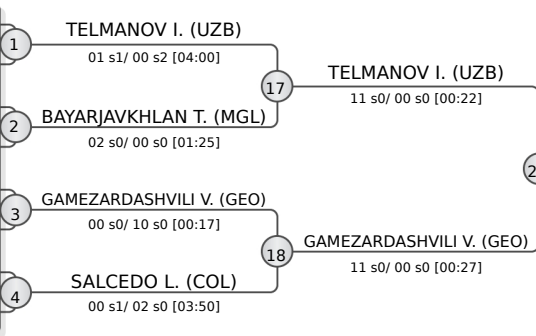 TELMANOV I. (UZB)
1
01 s1/ 00 s2 [04:00]
17
TELMANOV I. (UZB)
11 s0/ 00 s0 [00:22]
BAYARJAVKHLAN T. (MGL)
2
02 s0/ 00 s0 [01:25]
GAMEZARDASHVILI V. (GEO)
3
00 s0/ 10 s0 [00:17]
18
GAMEZARDASHVILI V. (GEO)
11 s0/ 00 s0 [00:27]
SALCEDO L. (COL)
4
00 s1/ 02 s0 [03:50]